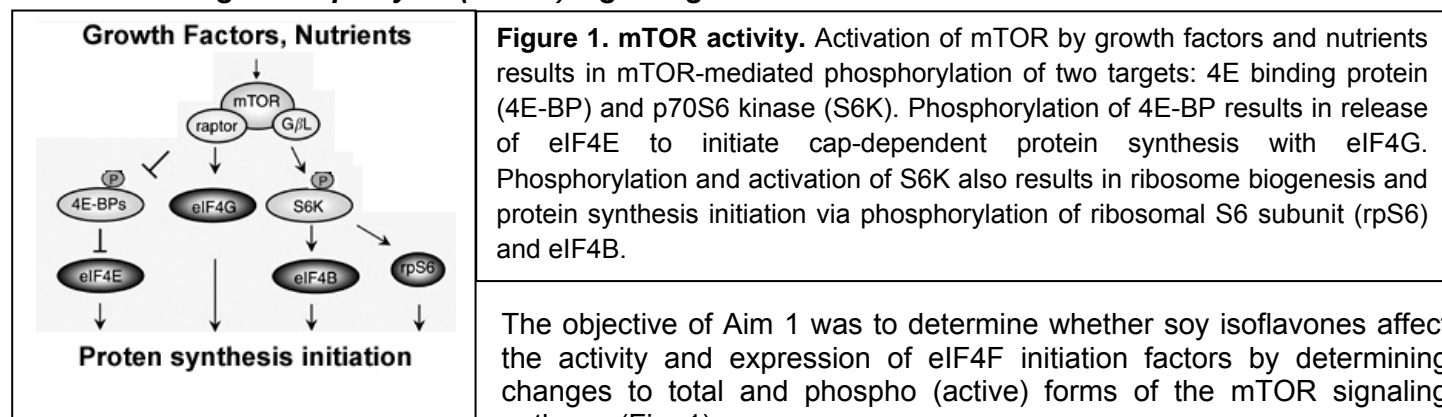 Growth Factors, Nutrients
mTOR
raptor
GβL
P
P
4E-BPs
eIF4G
S6K
eIF4E
eIF4B
rpS6
Proten synthesis initiation
Figure 1. mTOR activity. Activation of mTOR by growth factors and nutrients
results in mTOR-mediated phosphorylation of two targets: 4E binding protein
(4E-BP) and p70S6 kinase (S6K). Phosphorylation of 4E-BP results in release
of eIF4E to initiate cap-dependent protein synthesis with eIF4G.
Phosphorylation and activation of S6K also results in ribosome biogenesis and
protein synthesis initiation via phosphorylation of ribosomal S6 subunit (rpS6)
and eIF4B.
The objective of Aim 1 was to determine whether soy isoflavones affect
the activity and expression of eIF4F initiation factors by determining
changes to total and phospho (active) forms of the mTOR signaling